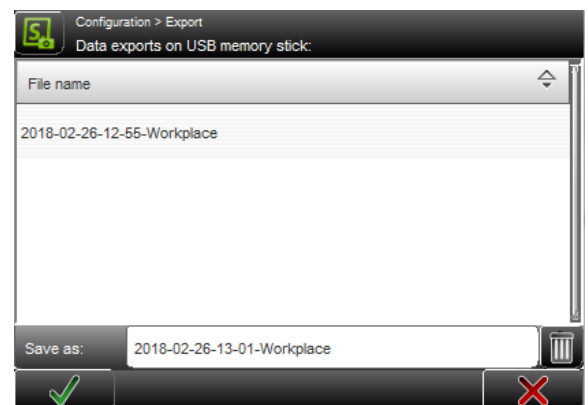 S
Configuration > Export
Data exports on USB memory stick:
File name
2018-02-26-12-55-Workplace
Save as: 2018-02-26-13-01-Workplace